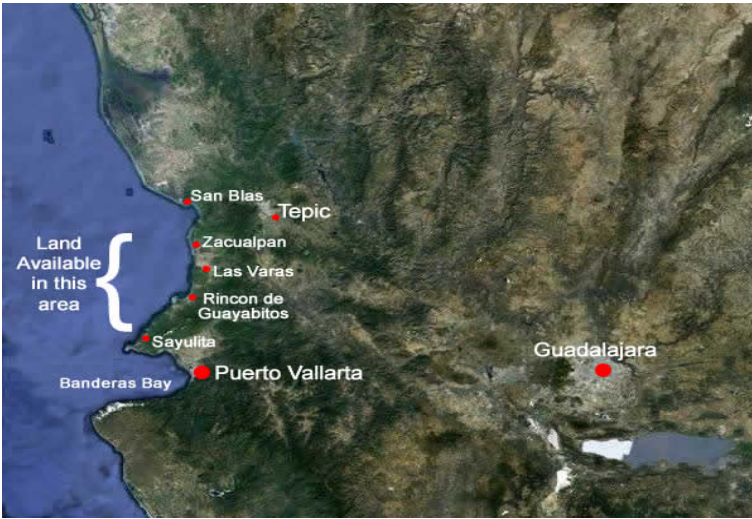 San Blas
Tepic
Zacualpan
Land
Available
in this
area
Las Varas
Rincon de
Guayabitos
Sayulita
Guadalajara
Puerto Vallarta
Banderas Bay